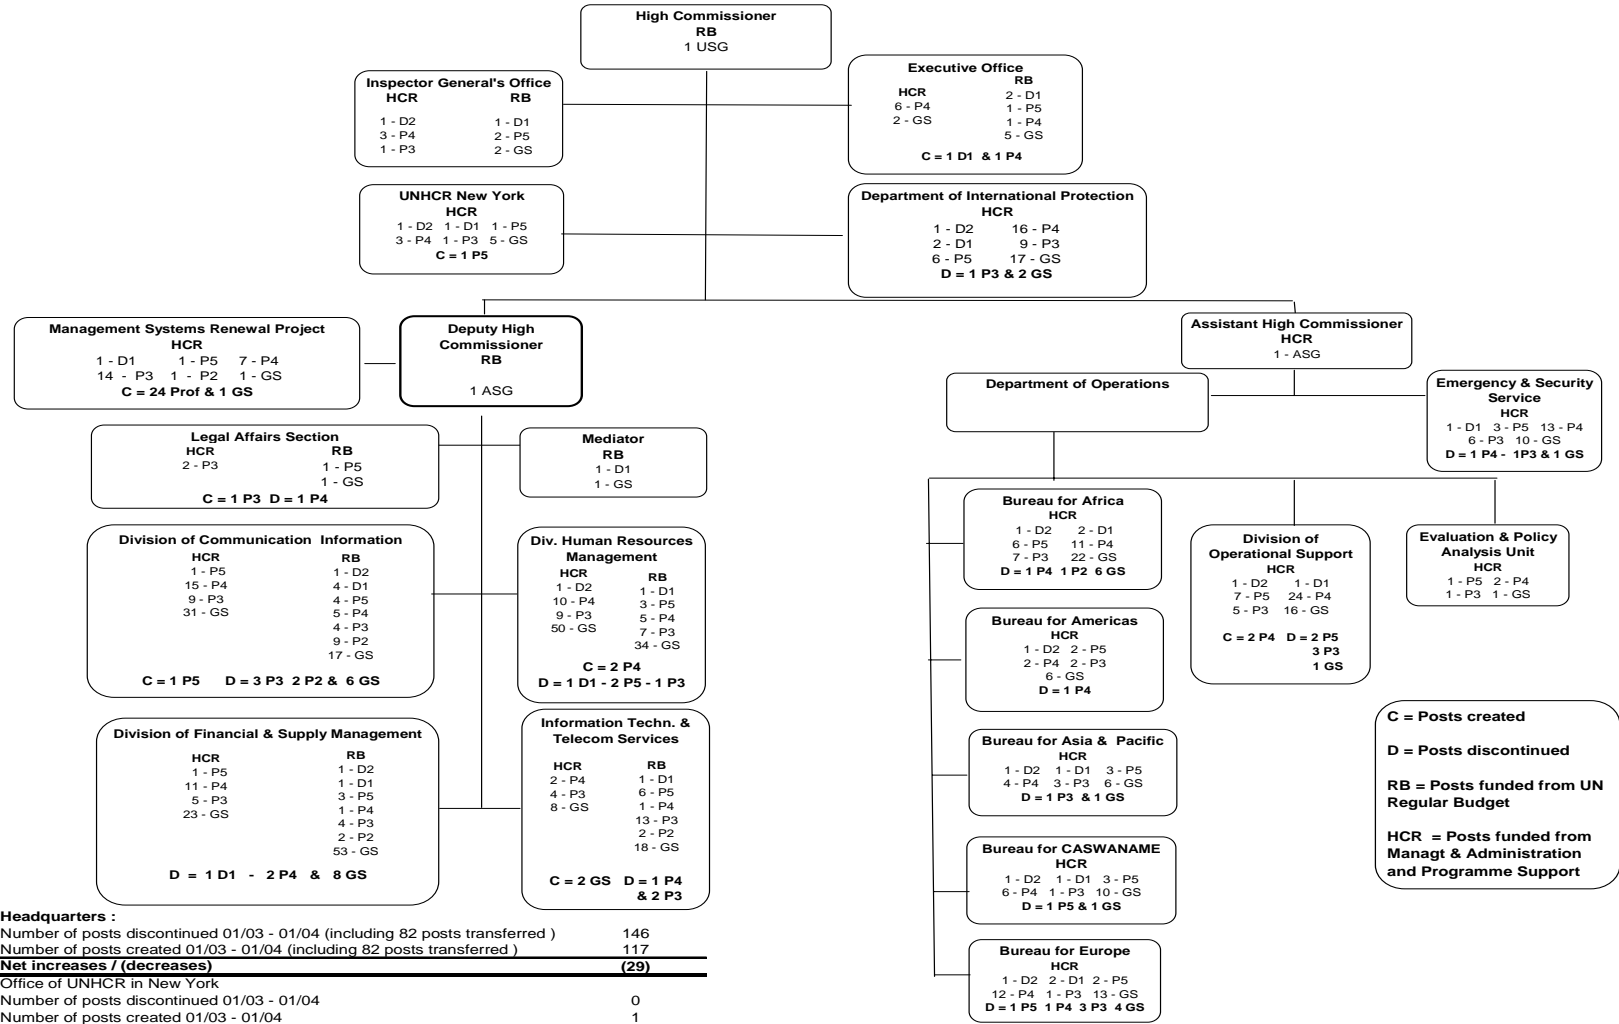 High Commissioner
RB
1 USG
Inspector General's Office
HCR RB
1 - D2 1 - D1
3 - P4 2 - P5
1 - P3 2 - GS
Executive Office
RB
HCR
2 - D1
6 - P4
1 - P5
2 - GS
1 - P4
5 - GS
C = 1 D1 & 1 P4
UNHCR New York
HCR
1 - D2 1 - D1 1 - P5
3 - P4 1 - P3 5 - GS
C = 1 P5
Department of International Protection
HCR
1 - D2 16 - P4
2 - D1 9 - P3
6 - P5 17 - GS
D = 1 P3 & 2 GS
Management Systems Renewal Project
HCR
1 - D1 1 - P5 7 - P4
14 - P3 1 - P2 1 - GS
C = 24 Prof & 1 GS
Deputy High
Commissioner
RB
1 ASG
Assistant High Commissioner
HCR
1 - ASG
Department of Operations
Emergency & Security
Service
HCR
1 - D1 3 - P5 13 - P4
6 - P3 10 - GS
D = 1 P4 - 1P3 & 1 GS
Legal Affairs Section
HCR RB
2 - P3 1 - P5
1 - GS
C = 1 P3 D = 1 P4
Mediator
RB
1 - D1
1 - GS
Division of Communication Information
HCR RB
1 - P5 1 - D2
15 - P4 4 - D1
9 - P3 4 - P5
31 - GS 5 - P4
4 - P3
9 - P2
17 - GS
C = 1 P5 D = 3 P3 2 P2 & 6 GS
Div. Human Resources
Management
HCR RB
1 - D2 1 - D1
10 - P4 3 - P5
9 - P3 5 - P4
50 - GS 7 - P3
34 - GS
C = 2 P4
D = 1 D1 - 2 P5 - 1 P3
Division of Financial & Supply Management
HCR RB
1 - P5 1 - D2
11 - P4 1 - D1
5 - P3 3 - P5
23 - GS 1 - P4
4 - P3
2 - P2
53 - GS
D = 1 D1 - 2 P4 & 8 GS
Information Techn. &
Telecom Services
HCR RB
2 - P4 1 - D1
4 - P3 6 - P5
8 - GS 1 - P4
13 - P3
2 - P2
18 - GS
C = 2 GS D = 1 P4
& 2 P3
Bureau for Africa
HCR
1 - D2 2 - D1
6 - P5 11 - P4
7 - P3 22 - GS
D = 1 P4 1 P2 6 GS
Division of
Operational Support
HCR
1 - D2 1 - D1
7 - P5 24 - P4
5 - P3 16 - GS
C = 2 P4 D = 2 P5
3 P3
1 GS
Evaluation & Policy
Analysis Unit
HCR
1 - P5 2 - P4
1 - P3 1 - GS
Bureau for Americas
HCR
1 - D2 2 - P5
2 - P4 2 - P3
6 - GS
D = 1 P4
Bureau for Asia & Pacific
HCR
1 - D2 1 - D1 3 - P5
4 - P4 3 - P3 6 - GS
D = 1 P3 & 1 GS
Bureau for CASWANAME
HCR
1 - D2 1 - D1 3 - P5
6 - P4 1 - P3 10 - GS
D = 1 P5 & 1 GS
Bureau for Europe
HCR
1 - D2 2 - D1 2 - P5
12 - P4 1 - P3 13 - GS
D = 1 P5 1 P4 3 P3 4 GS
C = Posts created
D = Posts discontinued
RB = Posts funded from UN
Regular Budget
HCR = Posts funded from
Managt & Administration
and Programme Support
Headquarters :
Number of posts discontinued 01/03 - 01/04 (including 82 posts transferred ) 146
Number of posts created 01/03 - 01/04 (including 82 posts transferred ) 117
Net increases / (decreases) (29)
Office of UNHCR in New York
Number of posts discontinued 01/03 - 01/04 0
Number of posts created 01/03 - 01/04 1